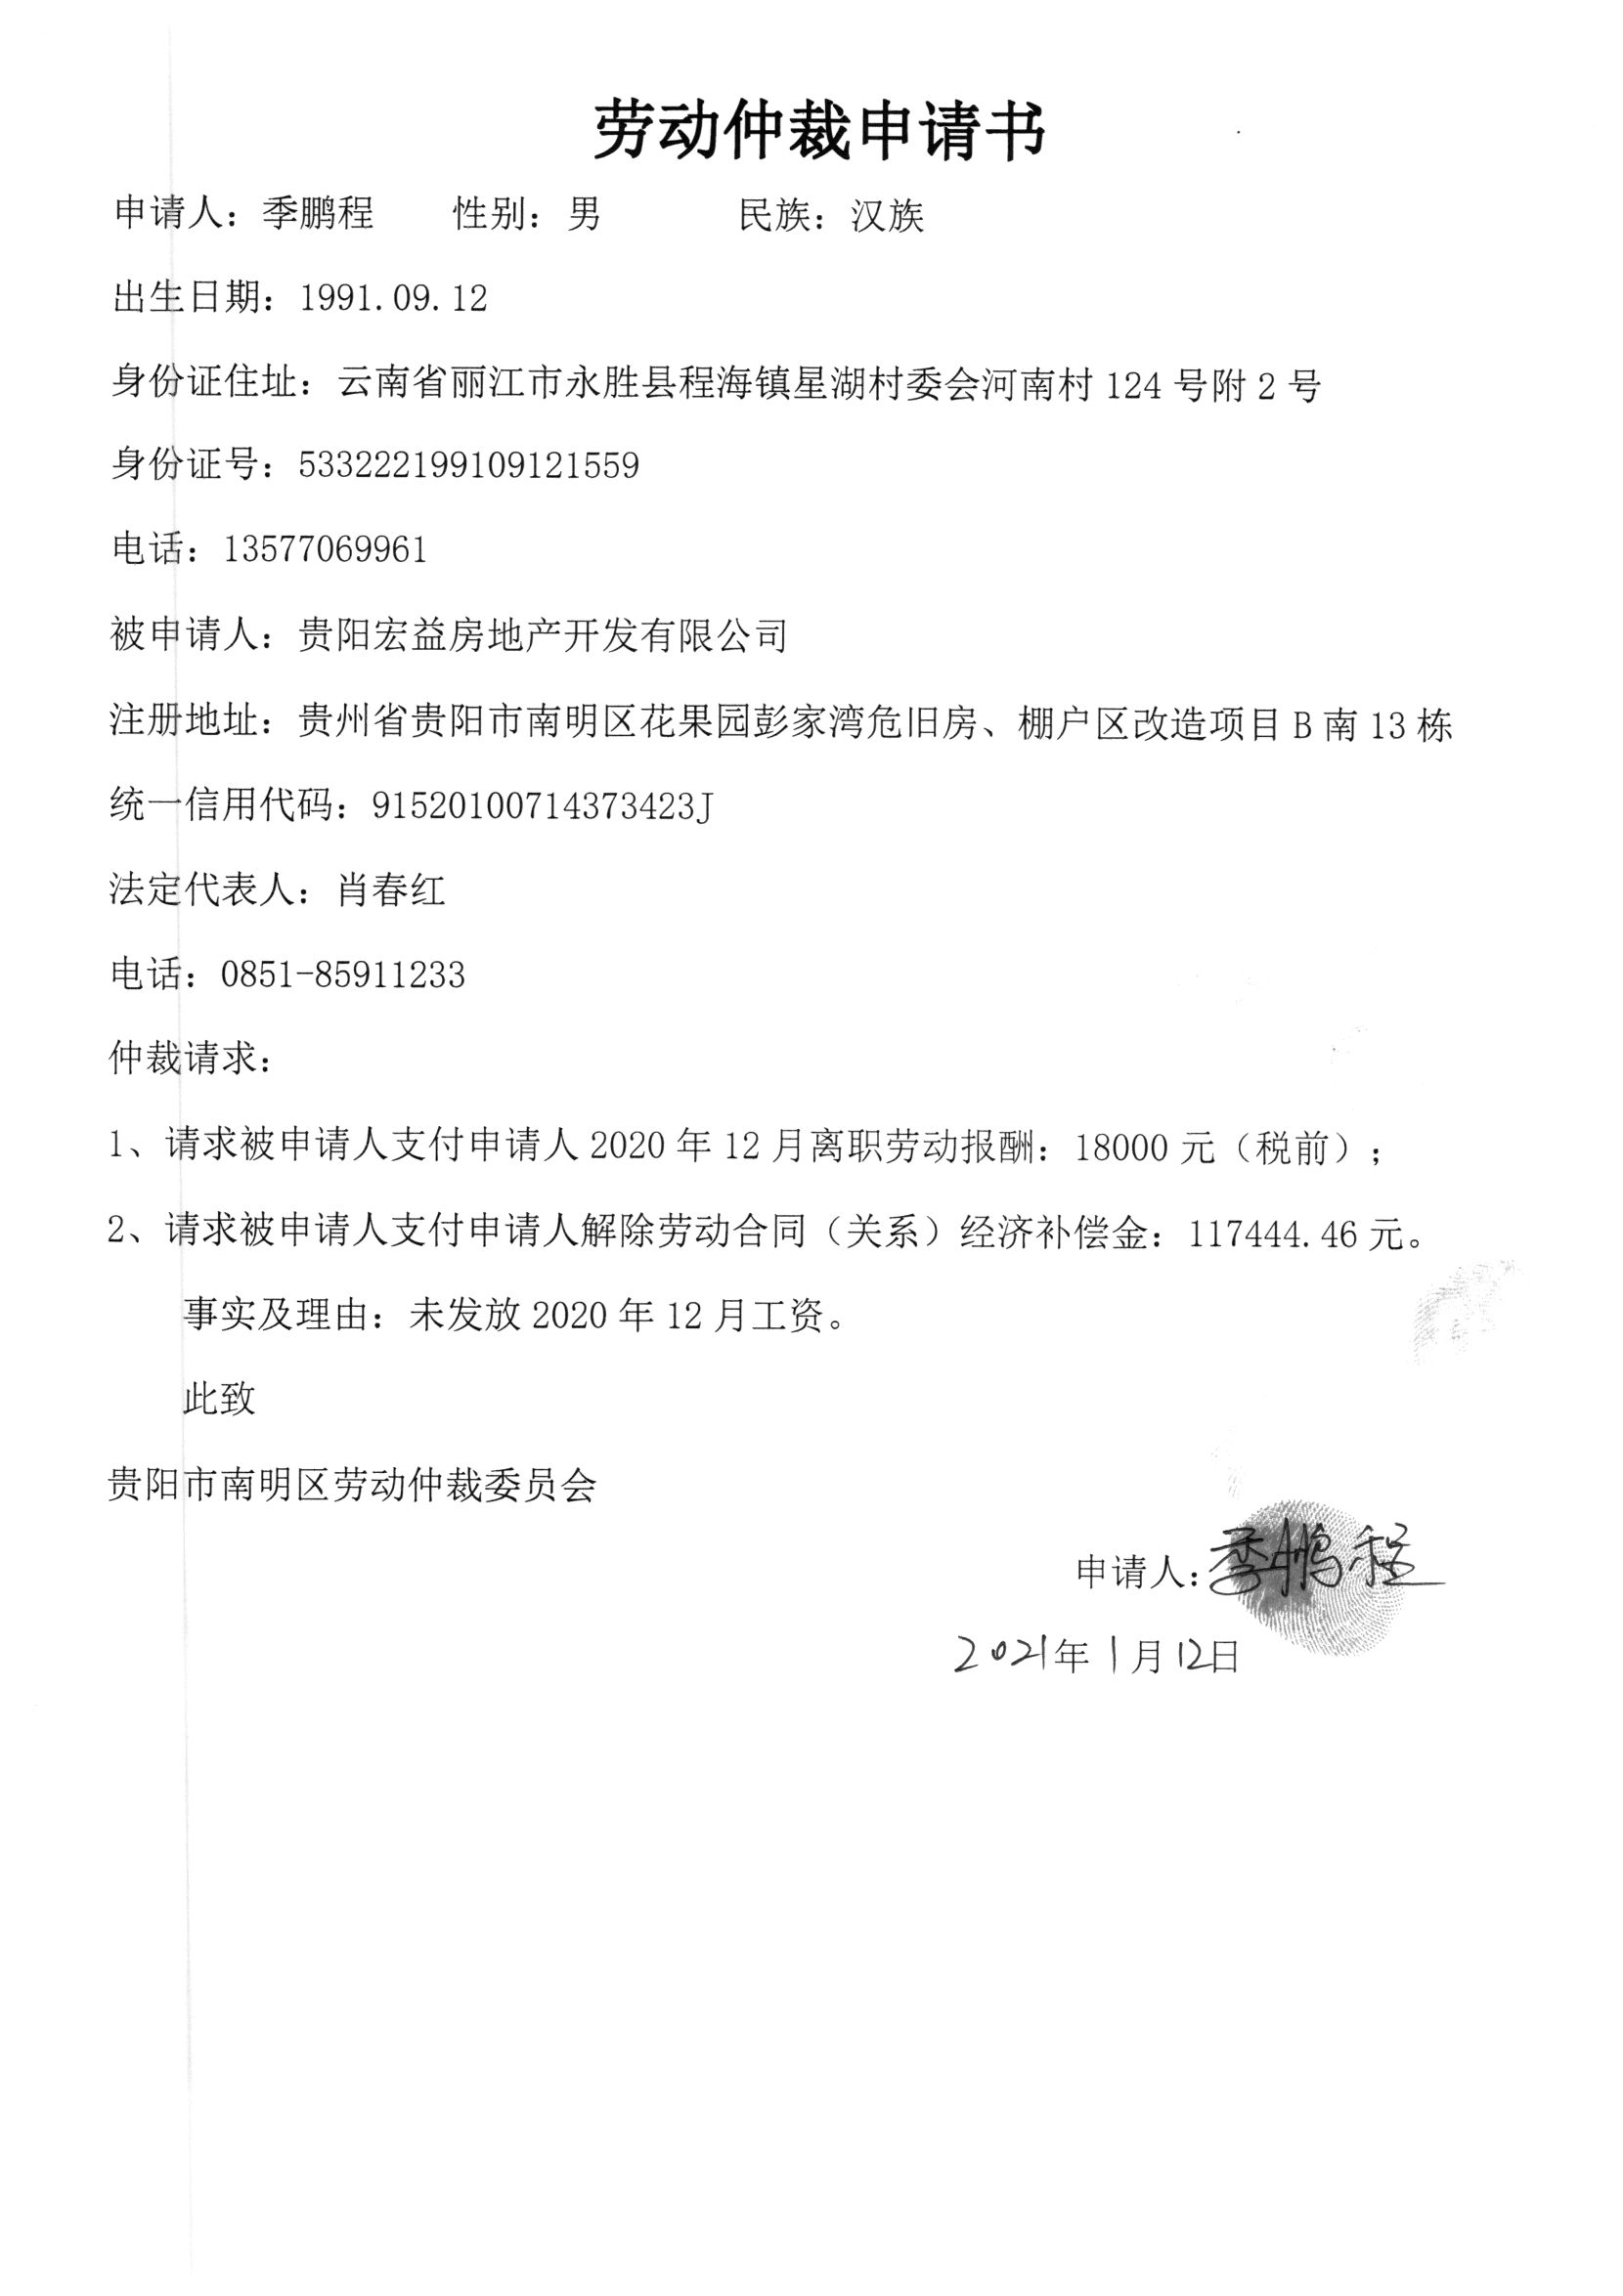 劳动仲裁申请书
申请人：季鹏程 性别：男 民族：汉族
出生日期：1991.09.12
身份证住址：云南省丽江市永胜县程海镇星湖村委会河南村 124 号附 2 号
身份证号：533222199109121559
电话：13577069961
被申请人：贵阳宏益房地产开发有限公司
注册地址：贵州省贵阳市南明区花果园彭家湾危旧房、棚户区改造项目 B 南 13 栋
统一信用代码：91520100714373423J
法定代表人：肖春红
电话：0851-85911233
仲裁请求：
1、请求被申请人支付申请人 2020 年 12 月离职劳动报酬：18000 元（税前）；
2、请求被申请人支付申请人解除劳动合同（关系）经济补偿金：117444.46 元。
事实及理由：未发放 2020 年 12 月工资。
此致
贵阳市南明区劳动仲裁委员会
申请人：季鹏程
2021年 1 月 12日